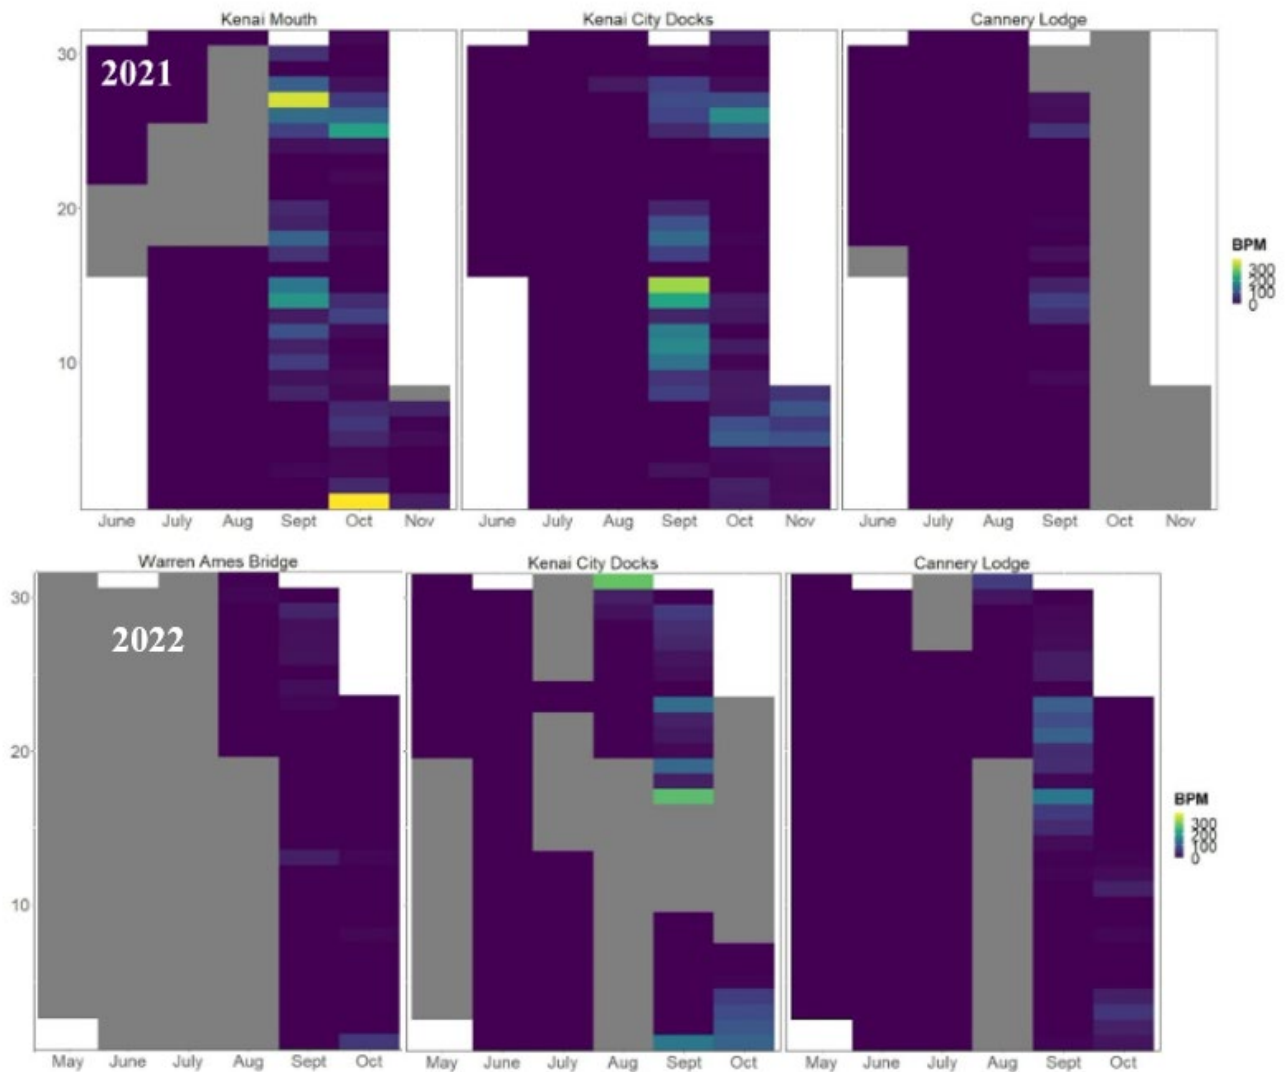 Kenai Mouth Kenai City Docks Cannery Lodge
30
2021
20
10
BPM
300
200
100
0
June July Aug Sept Oct Nov June July Aug Sept Oct Nov June July Aug Sept Oct Nov
Warren Ames Bridge Kenai City Docks Cannery Lodge
30
2022
20
10
BPM
300
200
100
0
May June July Aug Sept Oct May June July Aug Sept Oct May June July Aug Sept Oct